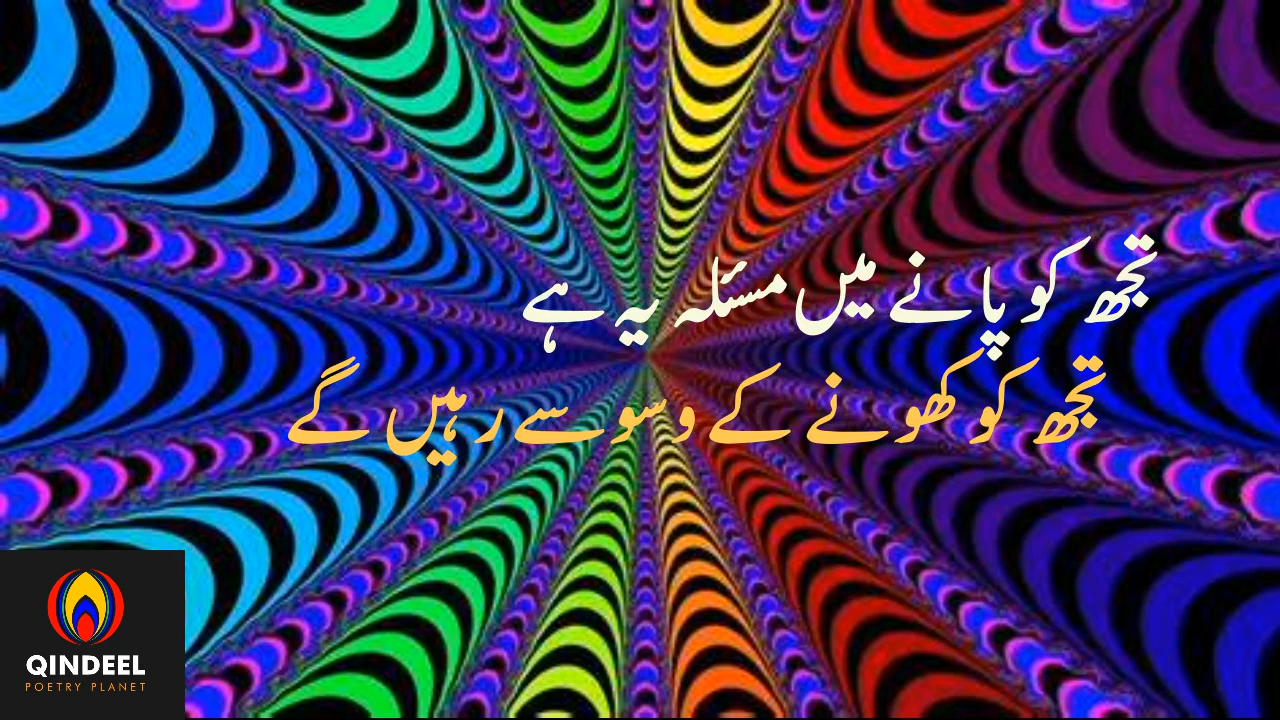 تجھ کو پانے میں مسئلہ یہ ہے
تجھ کو کھونے کے وسوسے رہیں گے
QINDEEL
POETRY PLANET